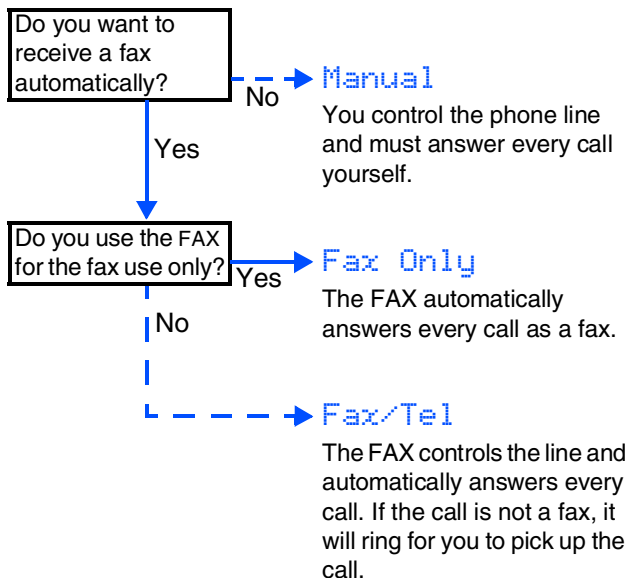 Do you want to
receive a fax
automatically?
No
Manual
You control the phone line
and must answer every call
yourself.
Yes
Do you use the FAX
for the fax use only?
Yes
Fax Only
The FAX automatically
answers every call as a fax.
No
Fax/Tel
The FAX controls the line and
automatically answers every
call. If the call is not a fax, it
will ring for you to pick up the
call.